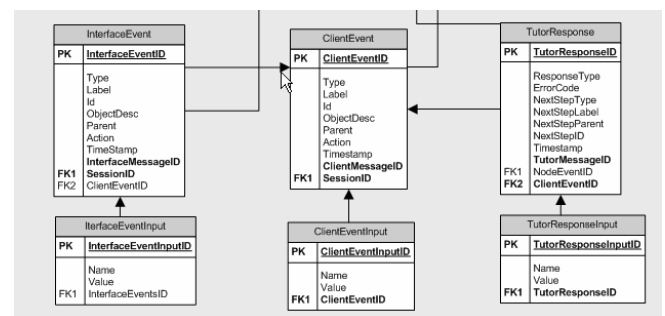 InterfaceEvent
PK InterfaceEventID
Type
Label
Id
ObjectDesc
Parent
Action
TimeStamp
InterfaceMessageID
FK1 SessionID
FK2 ClientEventID
ClientEvent
PK ClientEventID
Type
Label
Id
ObjectDesc
Parent
Action
Timestamp
ClientMessageID
FK1 SessionID
TutorResponse
PK TutorResponseID
ResponseType
ErrorCode
NextStepType
NextStepLabel
NextStepParent
NextStepID
Timestamp
TutorMessageID
FK1 NodeEventID
FK2 ClientEventID
IterfaceEventInput
PK InterfaceEventInputID
Name
Value
FK1 InterfaceEventsID
ClientEventInput
PK ClientEventInputID
Name
Value
FK1 ClientEventID
TutorResponseInput
PK TutorResponseInputID
Name
Value
FK1 TutorResponseID